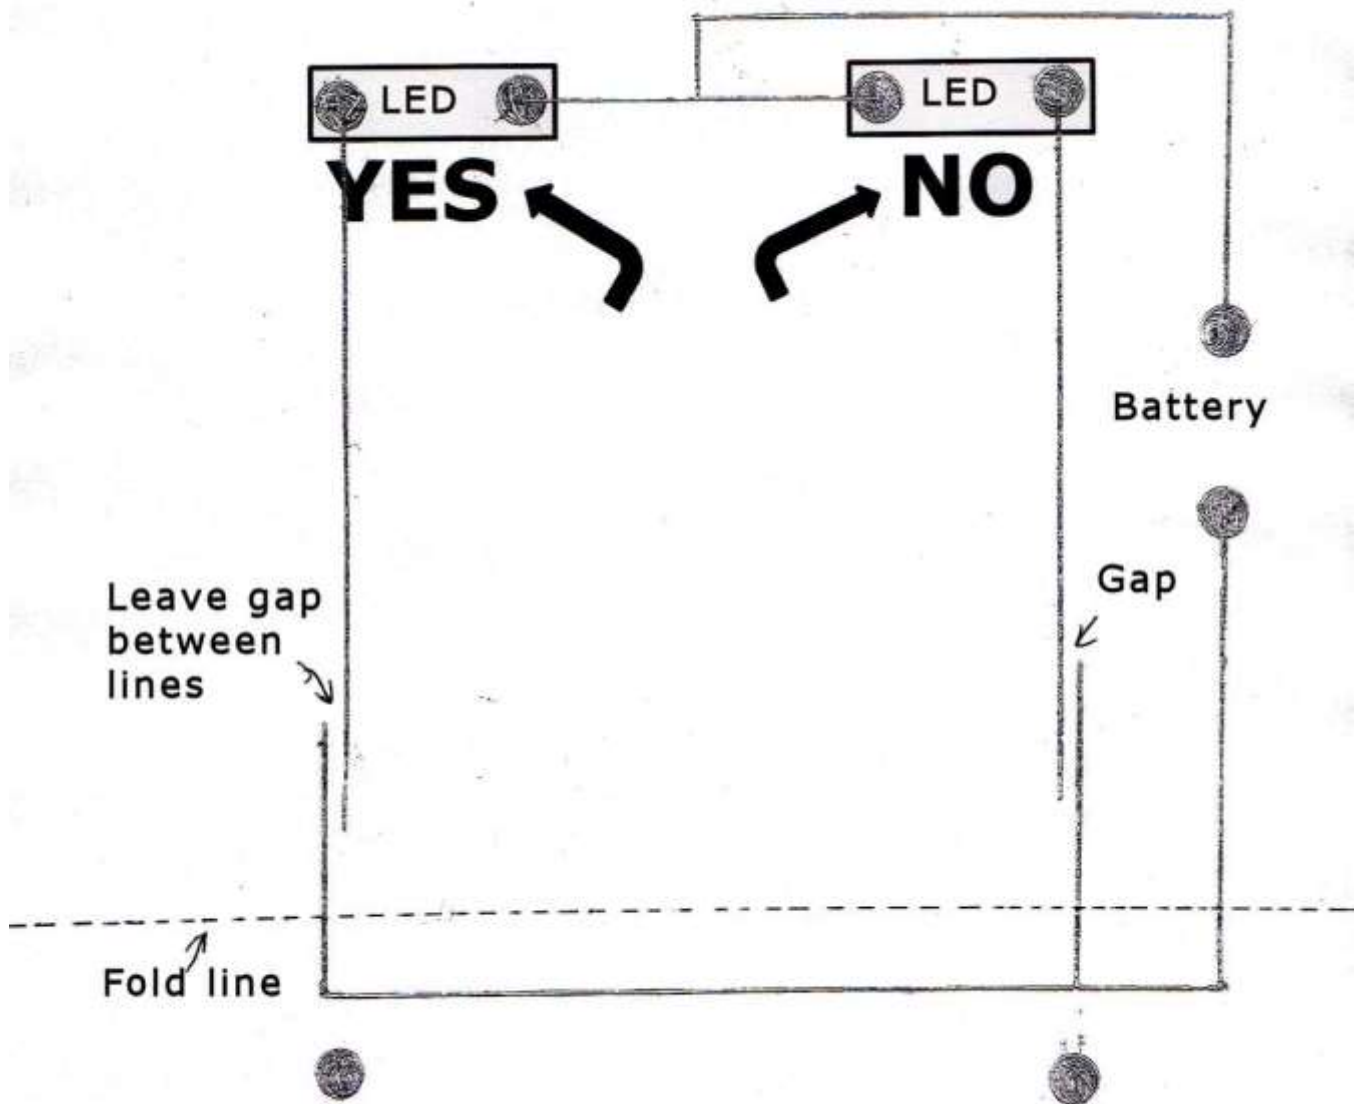 LED
LED
YES
NO
Battery
Gap
Leave gap
between
lines
Fold line